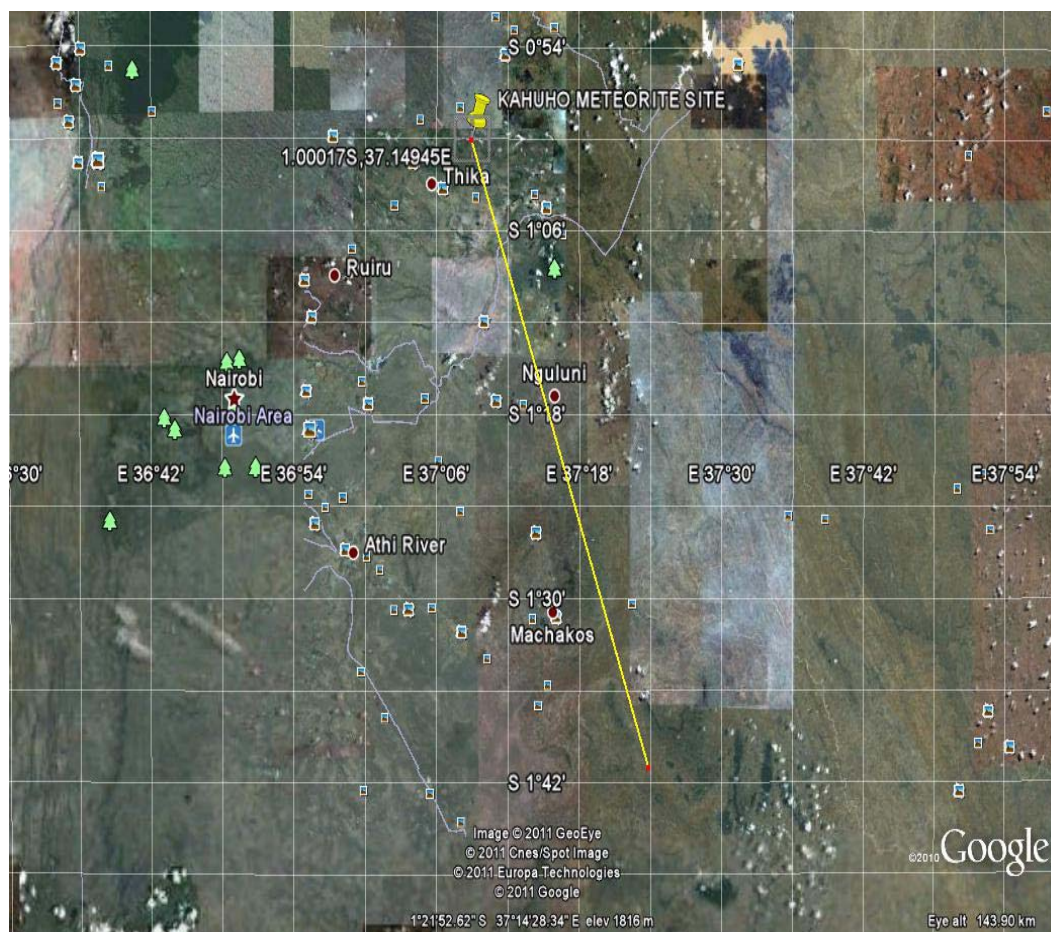 S 0°54'
KAHUHO METEORITE SITE
1.00017S,37.14945E
Thika
S 1°06'
Ruiru
Nairobi
Nguluni
Nairobi Area
S 1°18'
6°30'
E 36°42'
E 36°54'
E 37°06'
E 37°18'
E 37°30'
E 37°42'
E 37°54'
Athi River
S 1°30'
Machakos
S 1°42'
Image © 2011 GeoEye
© 2011 Cnes/Spot Image
© 2011 Europa Technologies
© 2011 Google
©2010 Google
1°21'52.62" S 37°14'28.34" E elev 1816 m
Eye alt 143.90 km